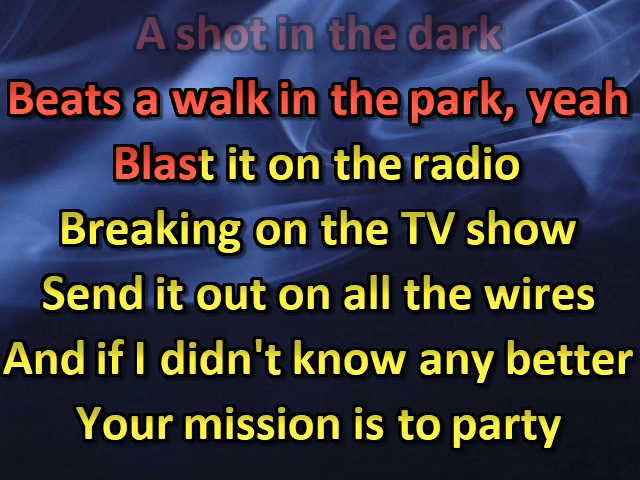 A shot in the dark
Beats a walk in the park, yeah
Blast it on the radio
Breaking on the TV show
Send it out on all the wires
And if I didn't know any better
Your mission is to party